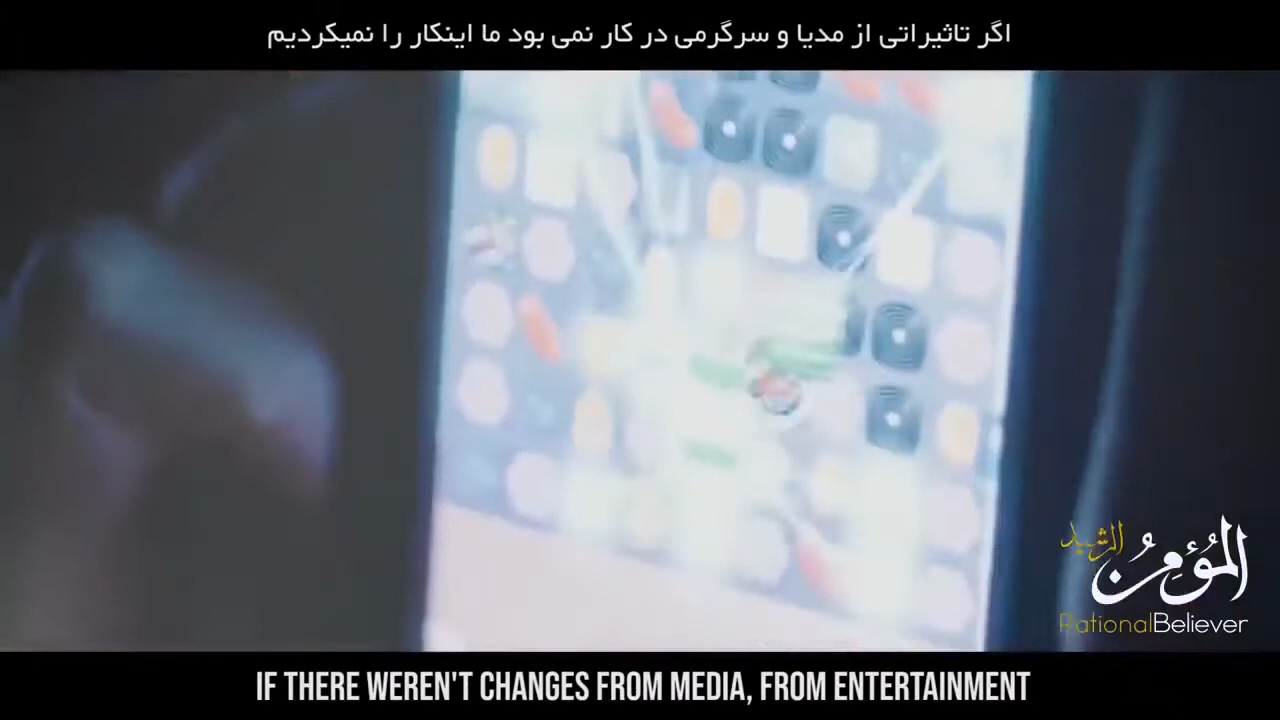 اگر تاثیراتی از مدیا و سرگرمی در کار نمی بود ما اینکار را نمیکردیم
المؤمن الرشيد
RationalBeliever
IF THERE WEREN'T CHANGES FROM MEDIA, FROM ENTERTAINMENT